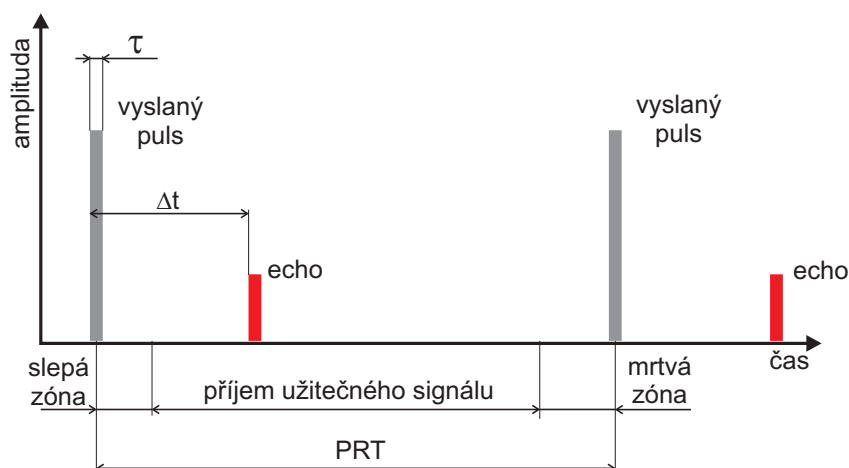 τ
amplituda
vyslaný
puls
vyslaný
puls
Δt
echo
echo
čas
slepá
zóna
příjem užitečného signálu
mrtvá
zóna
PRT